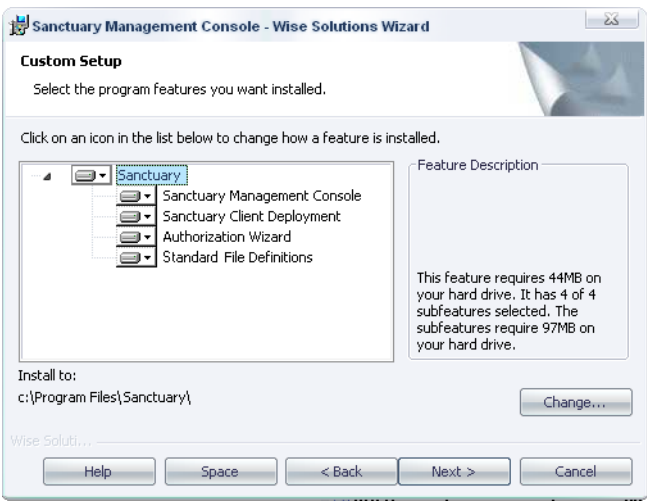 Sanctuary Management Console - Wise Solutions Wizard
Custom Setup
Select the program features you want installed.
Click on an icon in the list below to change how a feature is installed.
Sanctuary
Sanctuary Management Console
Sanctuary Client Deployment
Authorization Wizard
Standard File Definitions
Feature Description
This feature requires 44MB on
your hard drive. It has 4 of 4
subfeatures selected. The
subfeatures require 97MB on
your hard drive.
Install to:
c:\Program Files\Sanctuary\
Change...
Wise Soluti...
Help
Space
< Back
Next >
Cancel